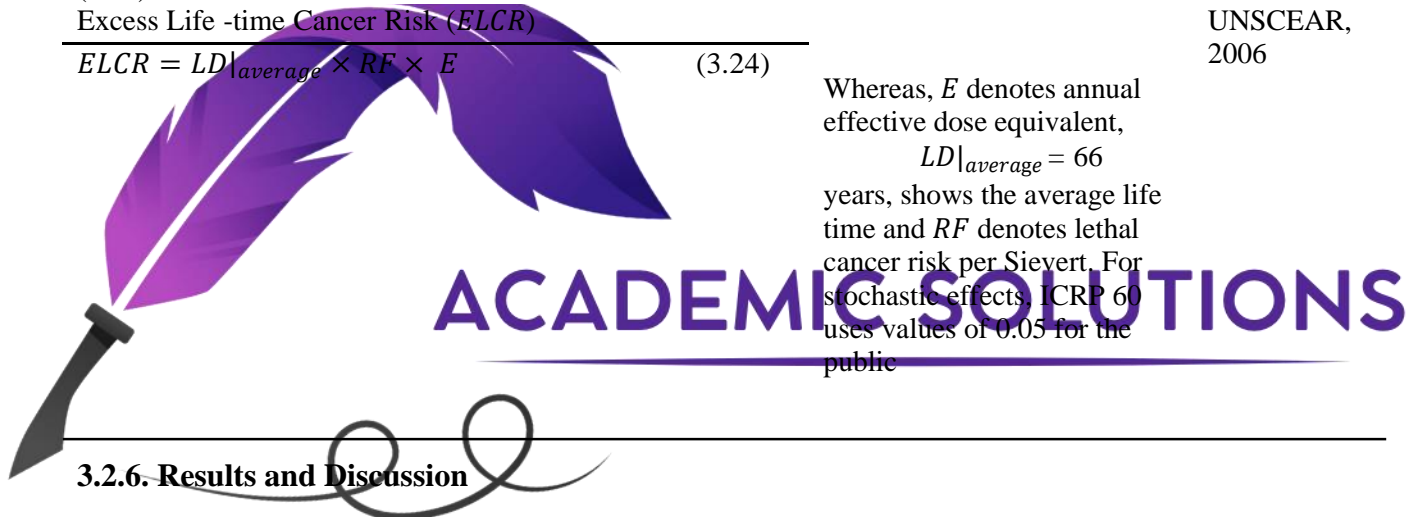 Excess Life -time Cancer Risk (ELCR)
UNSCEAR,
2006
ELCR = LD|average × RF × E (3.24)
Whereas, E denotes annual
effective dose equivalent,
LD|average = 66
years, shows the average life
time and RF denotes lethal
cancer risk per Sievert. For
stochastic effects, ICRP 60
uses values of 0.05 for the
public
ACADEMIC SOLUTIONS
3.2.6. Results and Discussion